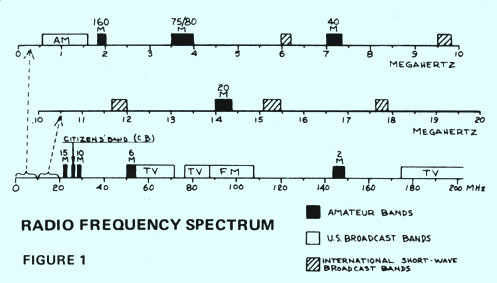 160 M 75/80 M 40 M
AM
0 1 2 3 4 5 6 7 8 9 10
MEGAHERTZ
20 M
10 11 12 13 14 15 16 17 18 19 20
MEGAHERTZ
CITIZENS' BAND (C.B.)
15 M 10 M 6 M 2 M
TV TV FM TV
0 20 40 60 80 100 120 140 160 180 200 MHz
RADIO FREQUENCY SPECTRUM
FIGURE 1
AMATEUR BANDS
U.S. BROADCAST BANDS
INTERNATIONAL SHORT-WAVE
BROADCAST BANDS